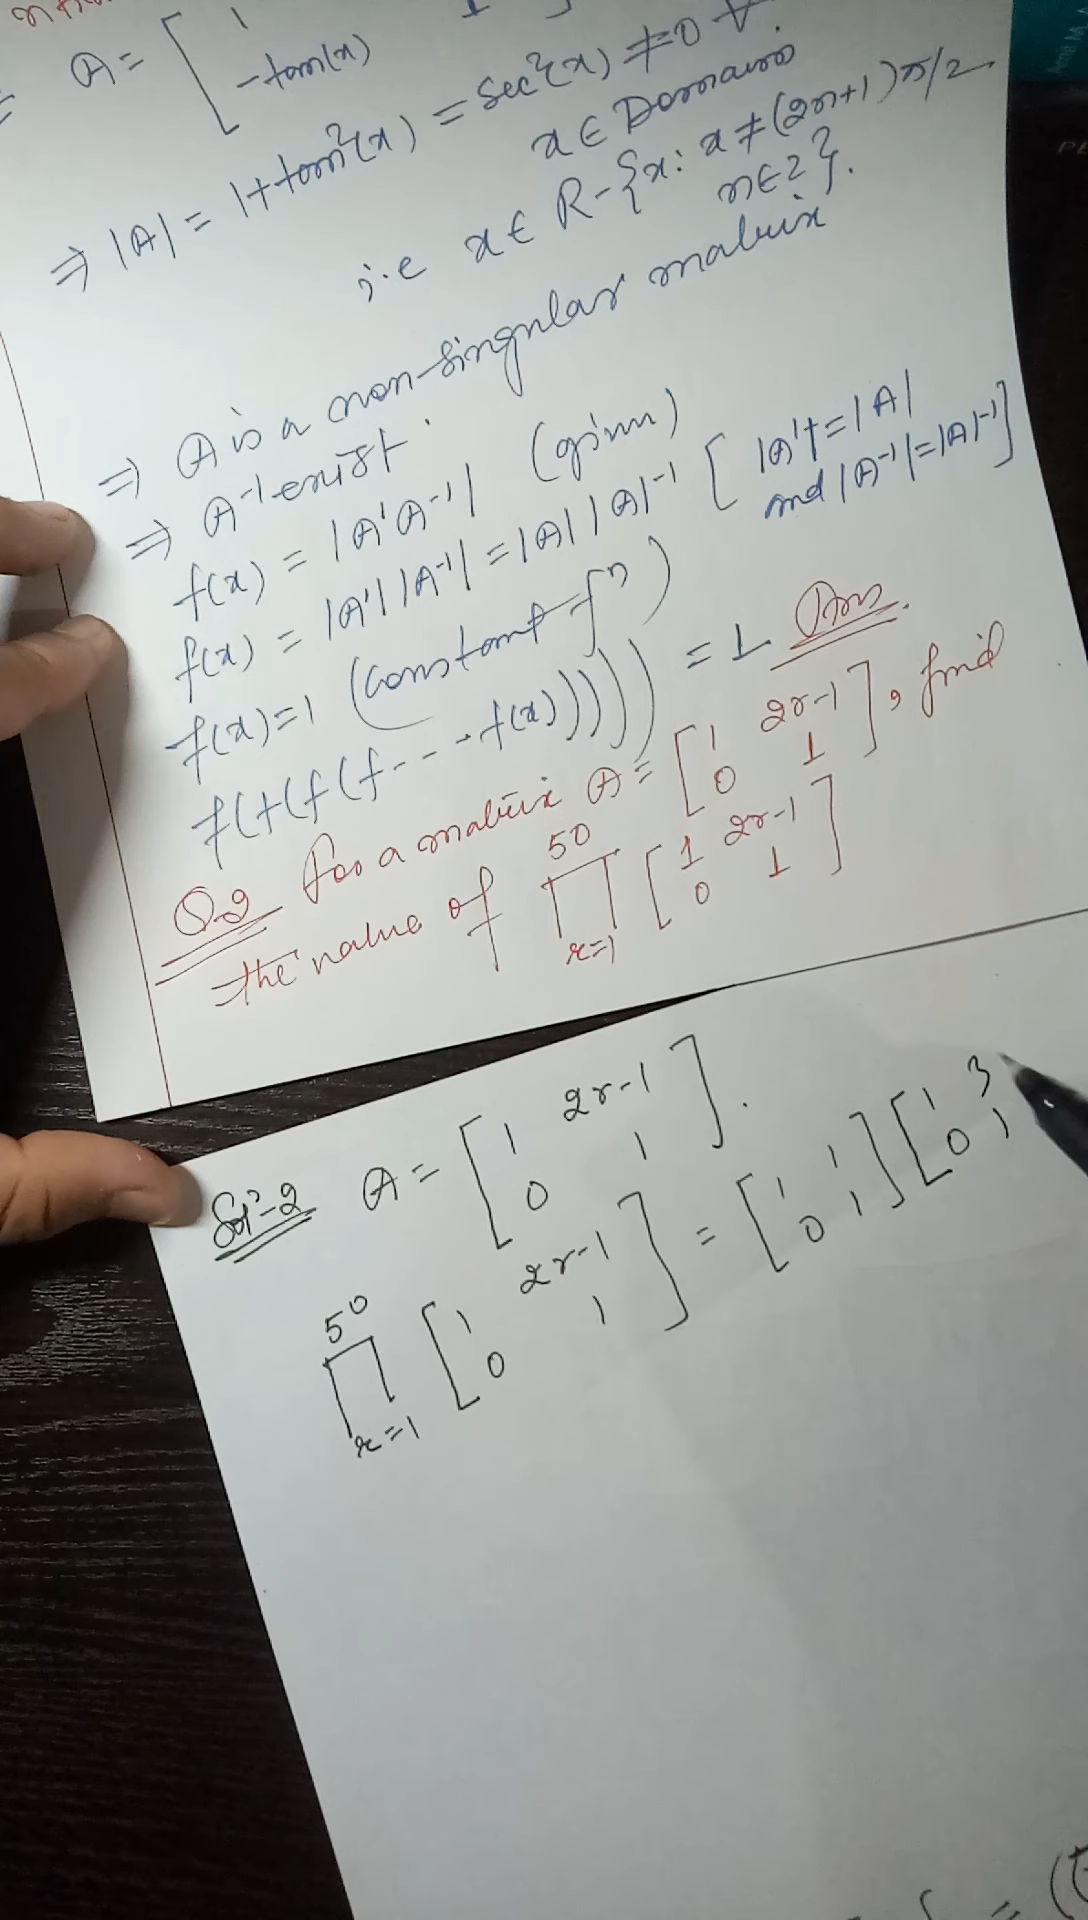 A = [ 1
-tan(x)
⇒ |A| = 1+tan²(x) = sec²(x) ≠ 0 ∀
x ∈ Domain
i.e x ∈ R-{x: x ≠ (2n+1)π/2
n∈Z}.
⇒ A is a non-singular matrix
⇒ A⁻¹ exist.
f(x) = |A'A⁻¹| (given)
f(x) = |A'||A⁻¹| = |A||A|⁻¹ [ |A'| = |A|
and |A⁻¹| = |A|⁻¹]
f(x)=1 (constant fⁿ)
f(f(f(f---f(x))))) = 1 Ans.
Q-2 For a matrix A = [1 2r-1
0 1], find
the value of 50
∏ [1 2r-1
0 1]
r=1
Solⁿ-2 A = [1 2r-1
0 1].
50
∏ [1 2r-1
0 1] = [1 1
0 1][1 3
0 1
r=1